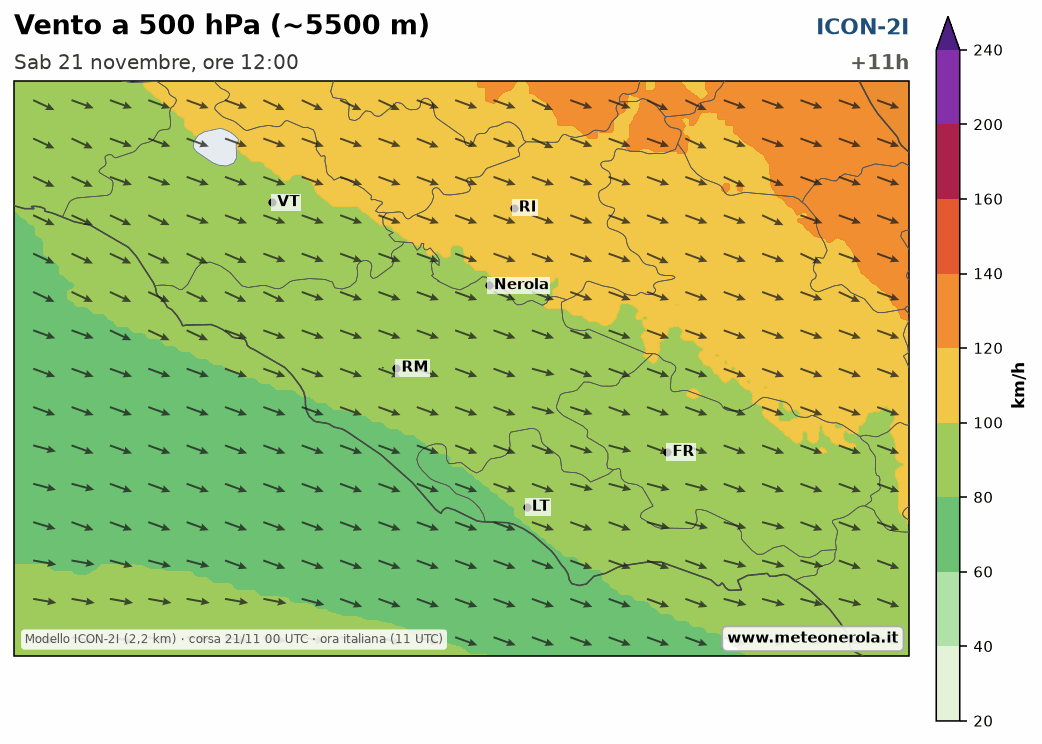 Vento a 500 hPa (~5500 m)
ICON-2I
Sab 21 novembre, ore 12:00
+11h
VT
RI
Nerola
RM
FR
LT
Modello ICON-2I (2,2 km) · corsa 21/11 00 UTC · ora italiana (11 UTC)
www.meteonerola.it
240
200
160
140
120
100
80
60
40
20
km/h